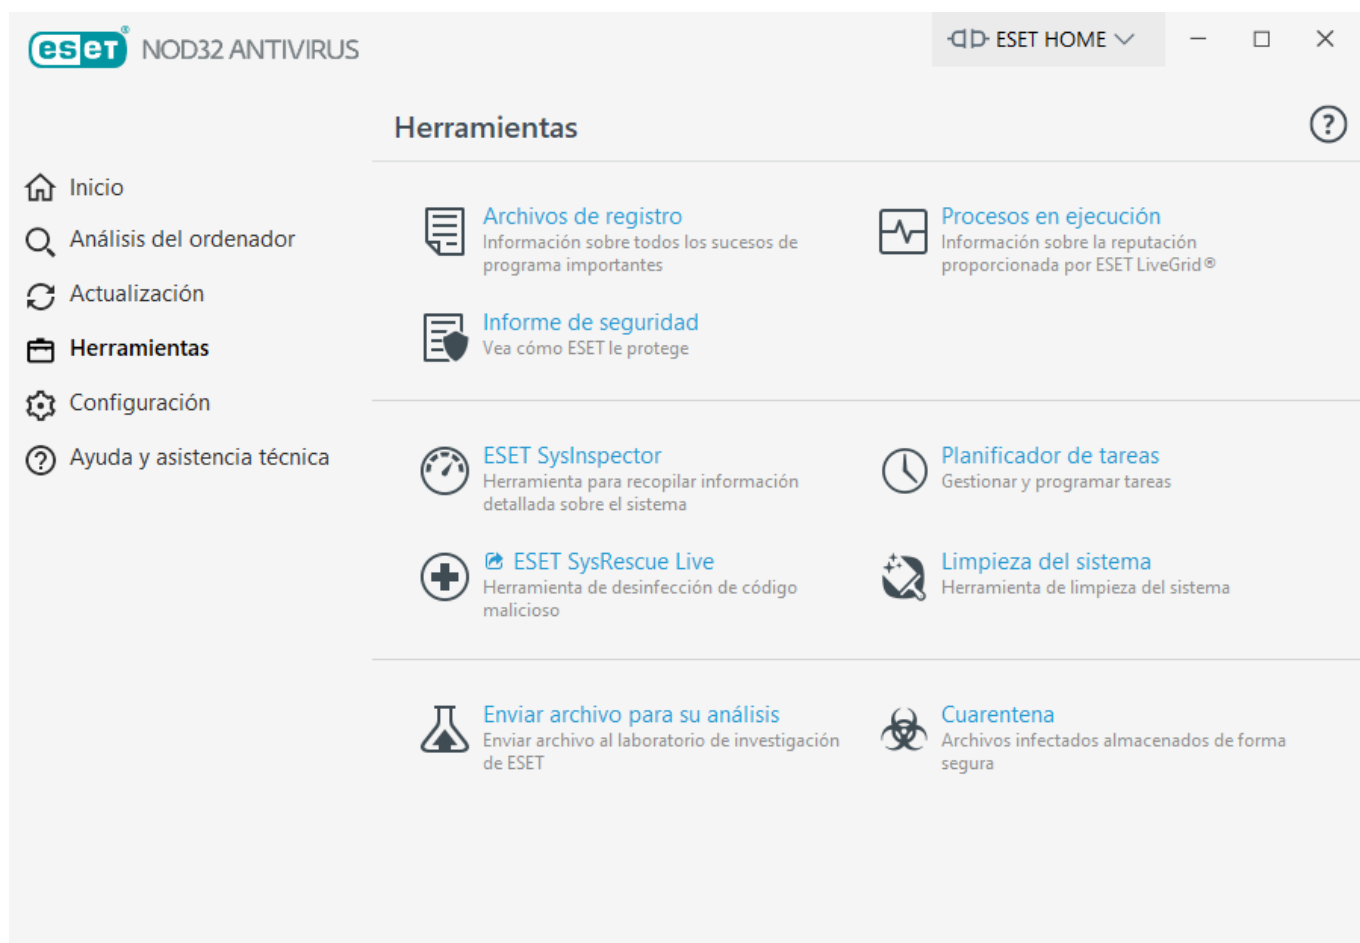 eset® NOD32 ANTIVIRUS
ESET HOME
Herramientas
Inicio
Análisis del ordenador
Actualización
Herramientas
Configuración
Ayuda y asistencia técnica
Archivos de registro
Información sobre todos los sucesos de
programa importantes
Procesos en ejecución
Información sobre la reputación
proporcionada por ESET LiveGrid®
Informe de seguridad
Vea cómo ESET le protege
ESET SysInspector
Herramienta para recopilar información
detallada sobre el sistema
Planificador de tareas
Gestionar y programar tareas
ESET SysRescue Live
Herramienta de desinfección de código
malicioso
Limpieza del sistema
Herramienta de limpieza del sistema
Enviar archivo para su análisis
Enviar archivo al laboratorio de investigación
de ESET
Cuarentena
Archivos infectados almacenados de forma
segura